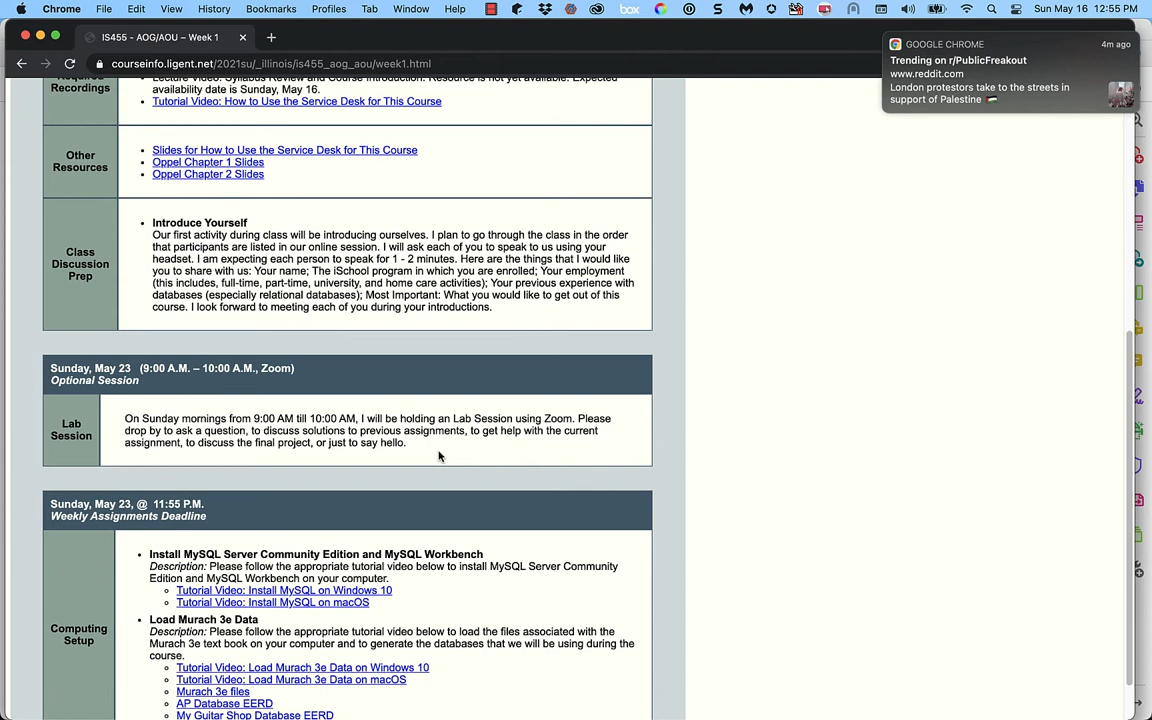 Chrome File Edit View History Bookmarks Profiles Tab Window Help box Sun May 16 12:55 PM
IS455 - AOG/AOU – Week 1
courseinfo.ligent.net/2021su/_illinois/is455_aog_aou/week1.html
GOOGLE CHROME 4m ago
Trending on r/PublicFreakout
www.reddit.com
London protestors take to the streets in
support of Palestine 🇵🇸
Required
Recordings
Lecture Video: Syllabus Review and Course Introduction. Resource is not yet available. Expected
availability date is Sunday, May 16.
Tutorial Video: How to Use the Service Desk for This Course
Other
Resources
Slides for How to Use the Service Desk for This Course
Oppel Chapter 1 Slides
Oppel Chapter 2 Slides
Class
Discussion
Prep
Introduce Yourself
Our first activity during class will be introducing ourselves. I plan to go through the class in the order
that participants are listed in our online session. I will ask each of you to speak to us using your
headset. I am expecting each person to speak for 1 - 2 minutes. Here are the things that I would like
you to share with us: Your name; The iSchool program in which you are enrolled; Your employment
(this includes, full-time, part-time, university, and home care activities); Your previous experience with
databases (especially relational databases); Most Important: What you would like to get out of this
course. I look forward to meeting each of you during your introductions.
Sunday, May 23 (9:00 A.M. – 10:00 A.M., Zoom)
Optional Session
Lab
Session
On Sunday mornings from 9:00 AM till 10:00 AM, I will be holding an Lab Session using Zoom. Please
drop by to ask a question, to discuss solutions to previous assignments, to get help with the current
assignment, to discuss the final project, or just to say hello.
Sunday, May 23, @ 11:55 P.M.
Weekly Assignments Deadline
Computing
Setup
Install MySQL Server Community Edition and MySQL Workbench
Description: Please follow the appropriate tutorial video below to install MySQL Server Community
Edition and MySQL Workbench on your computer.
Tutorial Video: Install MySQL on Windows 10
Tutorial Video: Install MySQL on macOS
Load Murach 3e Data
Description: Please follow the appropriate tutorial video below to load the files associated with the
Murach 3e text book on your computer and to generate the databases that we will be using during the
course.
Tutorial Video: Load Murach 3e Data on Windows 10
Tutorial Video: Load Murach 3e Data on macOS
Murach 3e files
AP Database EERD
My Guitar Shop Database EERD